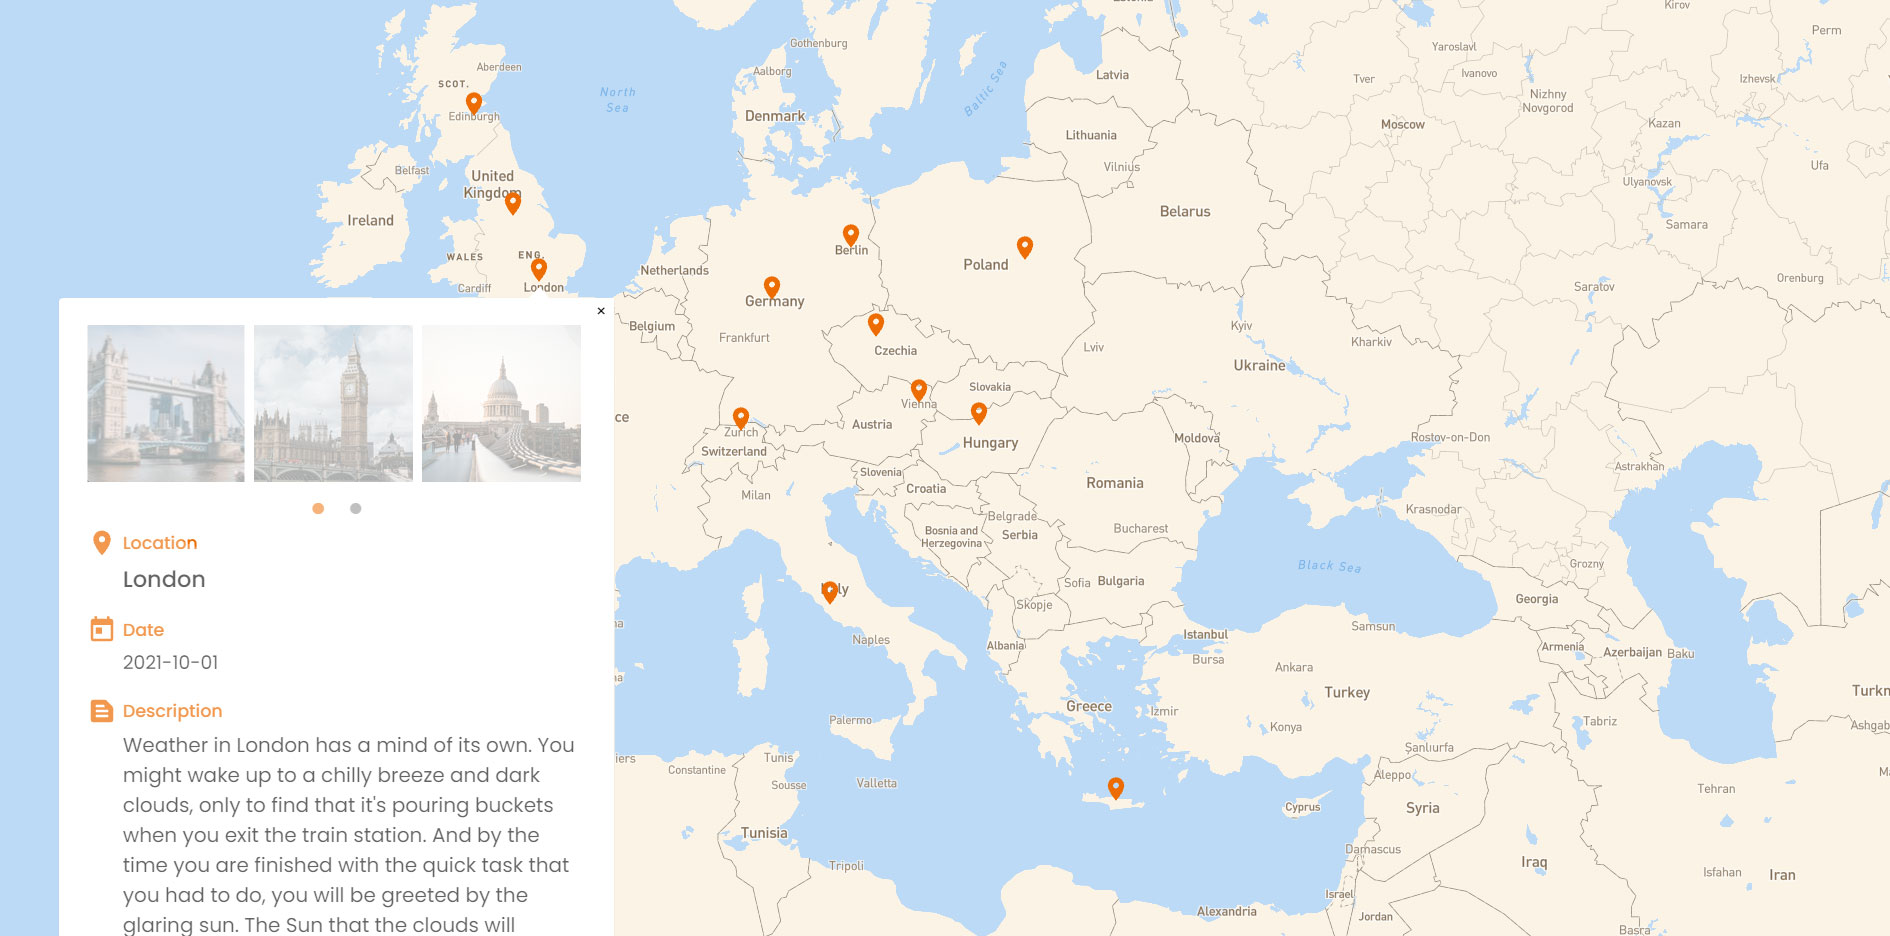 Estonia
Kirov
Perm
Gothenburg
Yaroslavl
Aberdeen
Aalborg
Latvia
Tver
Ivanovo
Izhevsk
SCOT.
North
Sea
Baltic Sea
Nizhny
Novgorod
Edinburgh
Denmark
Moscow
Kazan
Lithuania
Belfast
Vilnius
Ufa
United
Kingdom
Ulyanovsk
Ireland
Belarus
Samara
WALES
ENG.
Berlin
Poland
Netherlands
Orenburg
Cardiff
London
Saratov
Germany
×
Belgium
Frankfurt
Czechia
Lviv
Kyiv
Kharkiv
Ukraine
Slovakia
Vienna
ce
Zurich
Austria
Hungary
Moldova
Rostov-on-Don
Switzerland
Slovenia
Astrakhan
Milan
Croatia
Romania
Krasnodar
Bosnia and
Herzegovina
Belgrade
Serbia
Bucharest
Location
London
Black Sea
Grozny
Sofia
Bulgaria
Italy
Skopje
Georgia
Date
2021-10-01
na
Naples
Albania
Istanbul
Samsun
Bursa
Ankara
Armenia
Azerbaijan
Baku
na
Turkey
Turkn
Description
Palermo
Greece
Izmir
Konya
Tabriz
Ashgab
Weather in London has a mind of its own. You
might wake up to a chilly breeze and dark
clouds, only to find that it's pouring buckets
when you exit the train station. And by the
time you are finished with the quick task that
you had to do, you will be greeted by the
glaring sun. The Sun that the clouds will
iers
Constantine
Tunis
Sousse
Valletta
Şanlıurfa
Aleppo
M
Cyprus
Syria
Tehran
Tunisia
Tripoli
Damascus
Iraq
Isfahan
Iran
Israel
Alexandria
Jordan
Basra